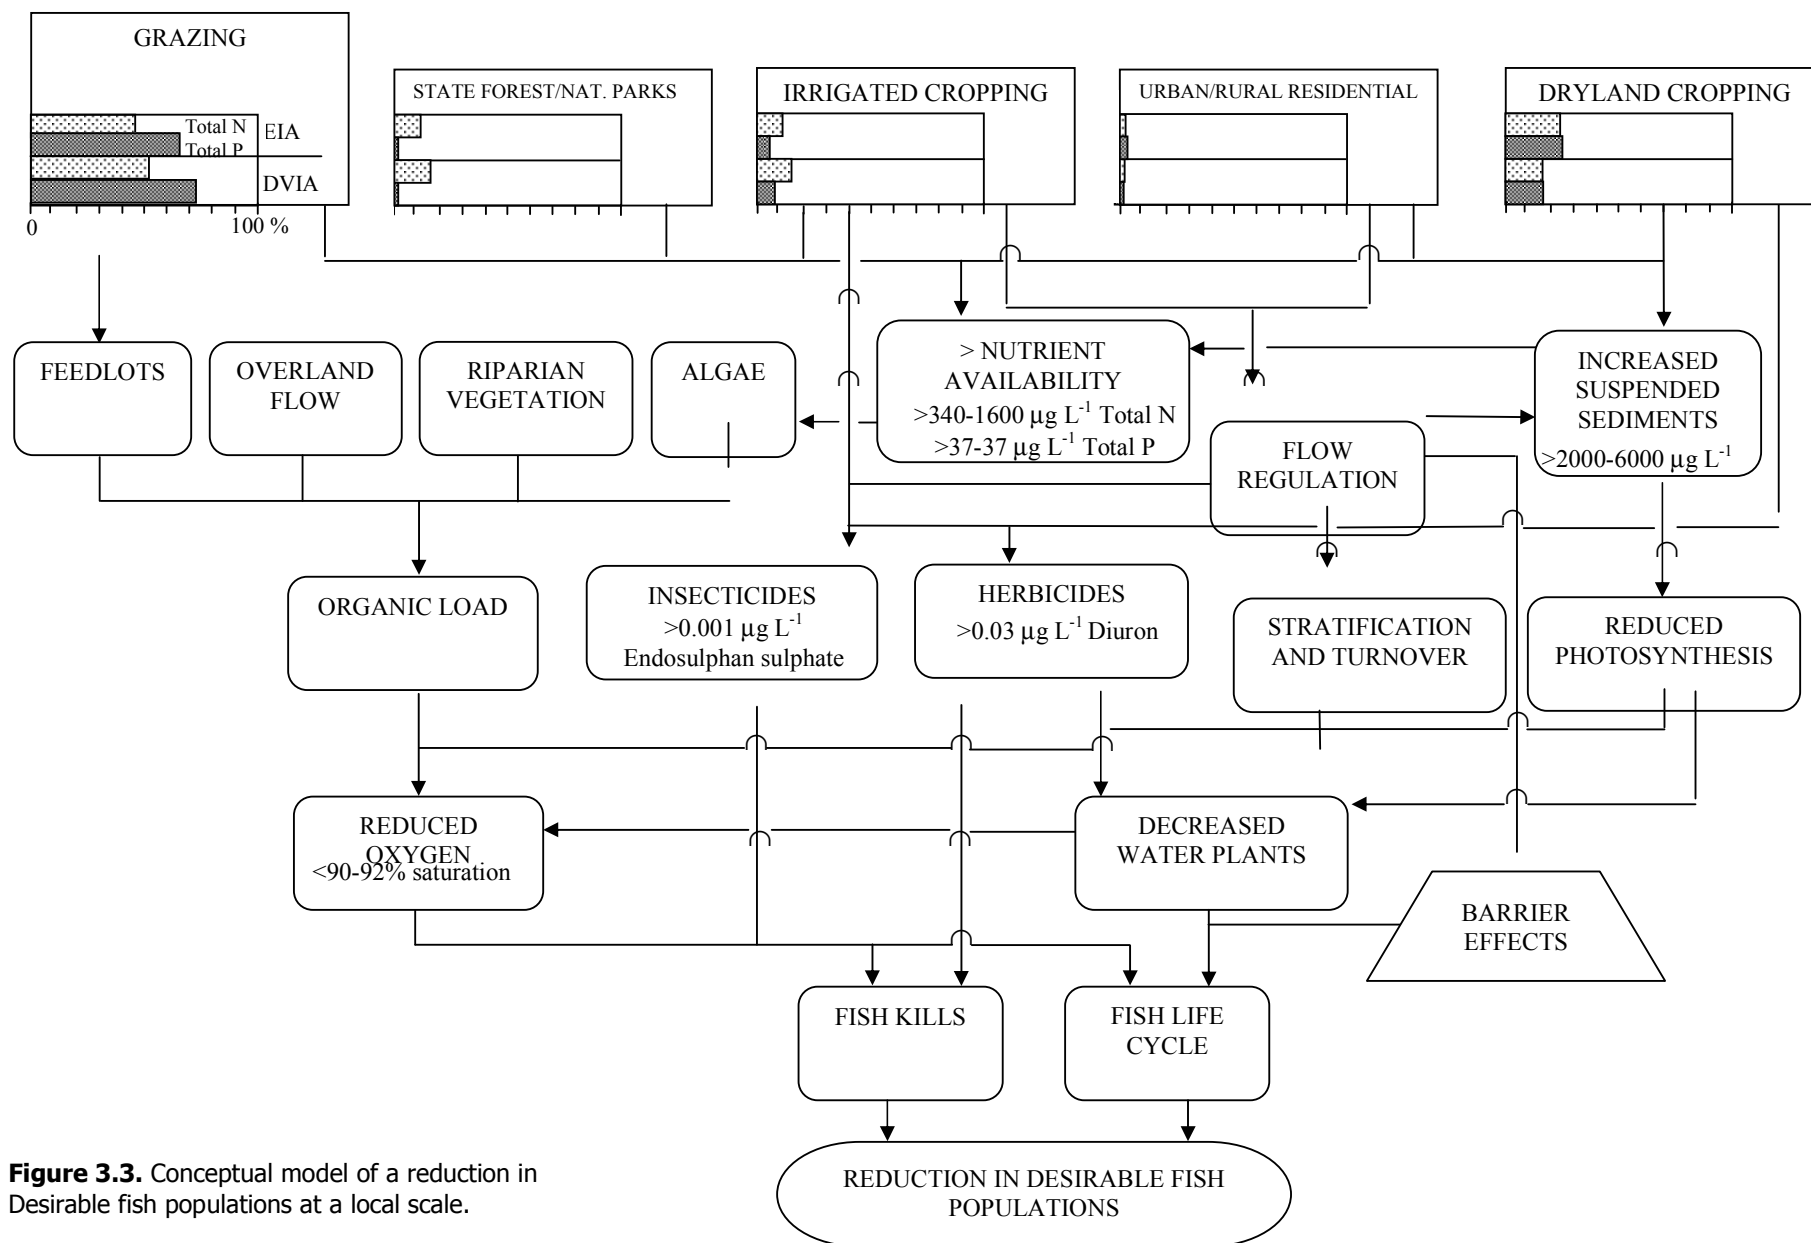 GRAZING
STATE FOREST/NAT. PARKS
IRRIGATED CROPPING
URBAN/RURAL RESIDENTIAL
DRYLAND CROPPING
Total N
EIA
Total P
DVIA
0
100 %
FEEDLOTS
OVERLAND
FLOW
RIPARIAN
VEGETATION
ALGAE
> NUTRIENT
AVAILABILITY
>340-1600 µg L⁻¹ Total N
>37-37 µg L⁻¹ Total P
FLOW
REGULATION
INCREASED
SUSPENDED
SEDIMENTS
>2000-6000 µg L⁻¹
ORGANIC LOAD
INSECTICIDES
>0.001 µg L⁻¹
Endosulphan sulphate
HERBICIDES
>0.03 µg L⁻¹ Diuron
STRATIFICATION
AND TURNOVER
REDUCED
PHOTOSYNTHESIS
REDUCED
OXYGEN
<90-92% saturation
DECREASED
WATER PLANTS
BARRIER
EFFECTS
FISH KILLS
FISH LIFE
CYCLE
REDUCTION IN DESIRABLE FISH
POPULATIONS
Figure 3.3. Conceptual model of a reduction in
Desirable fish populations at a local scale.